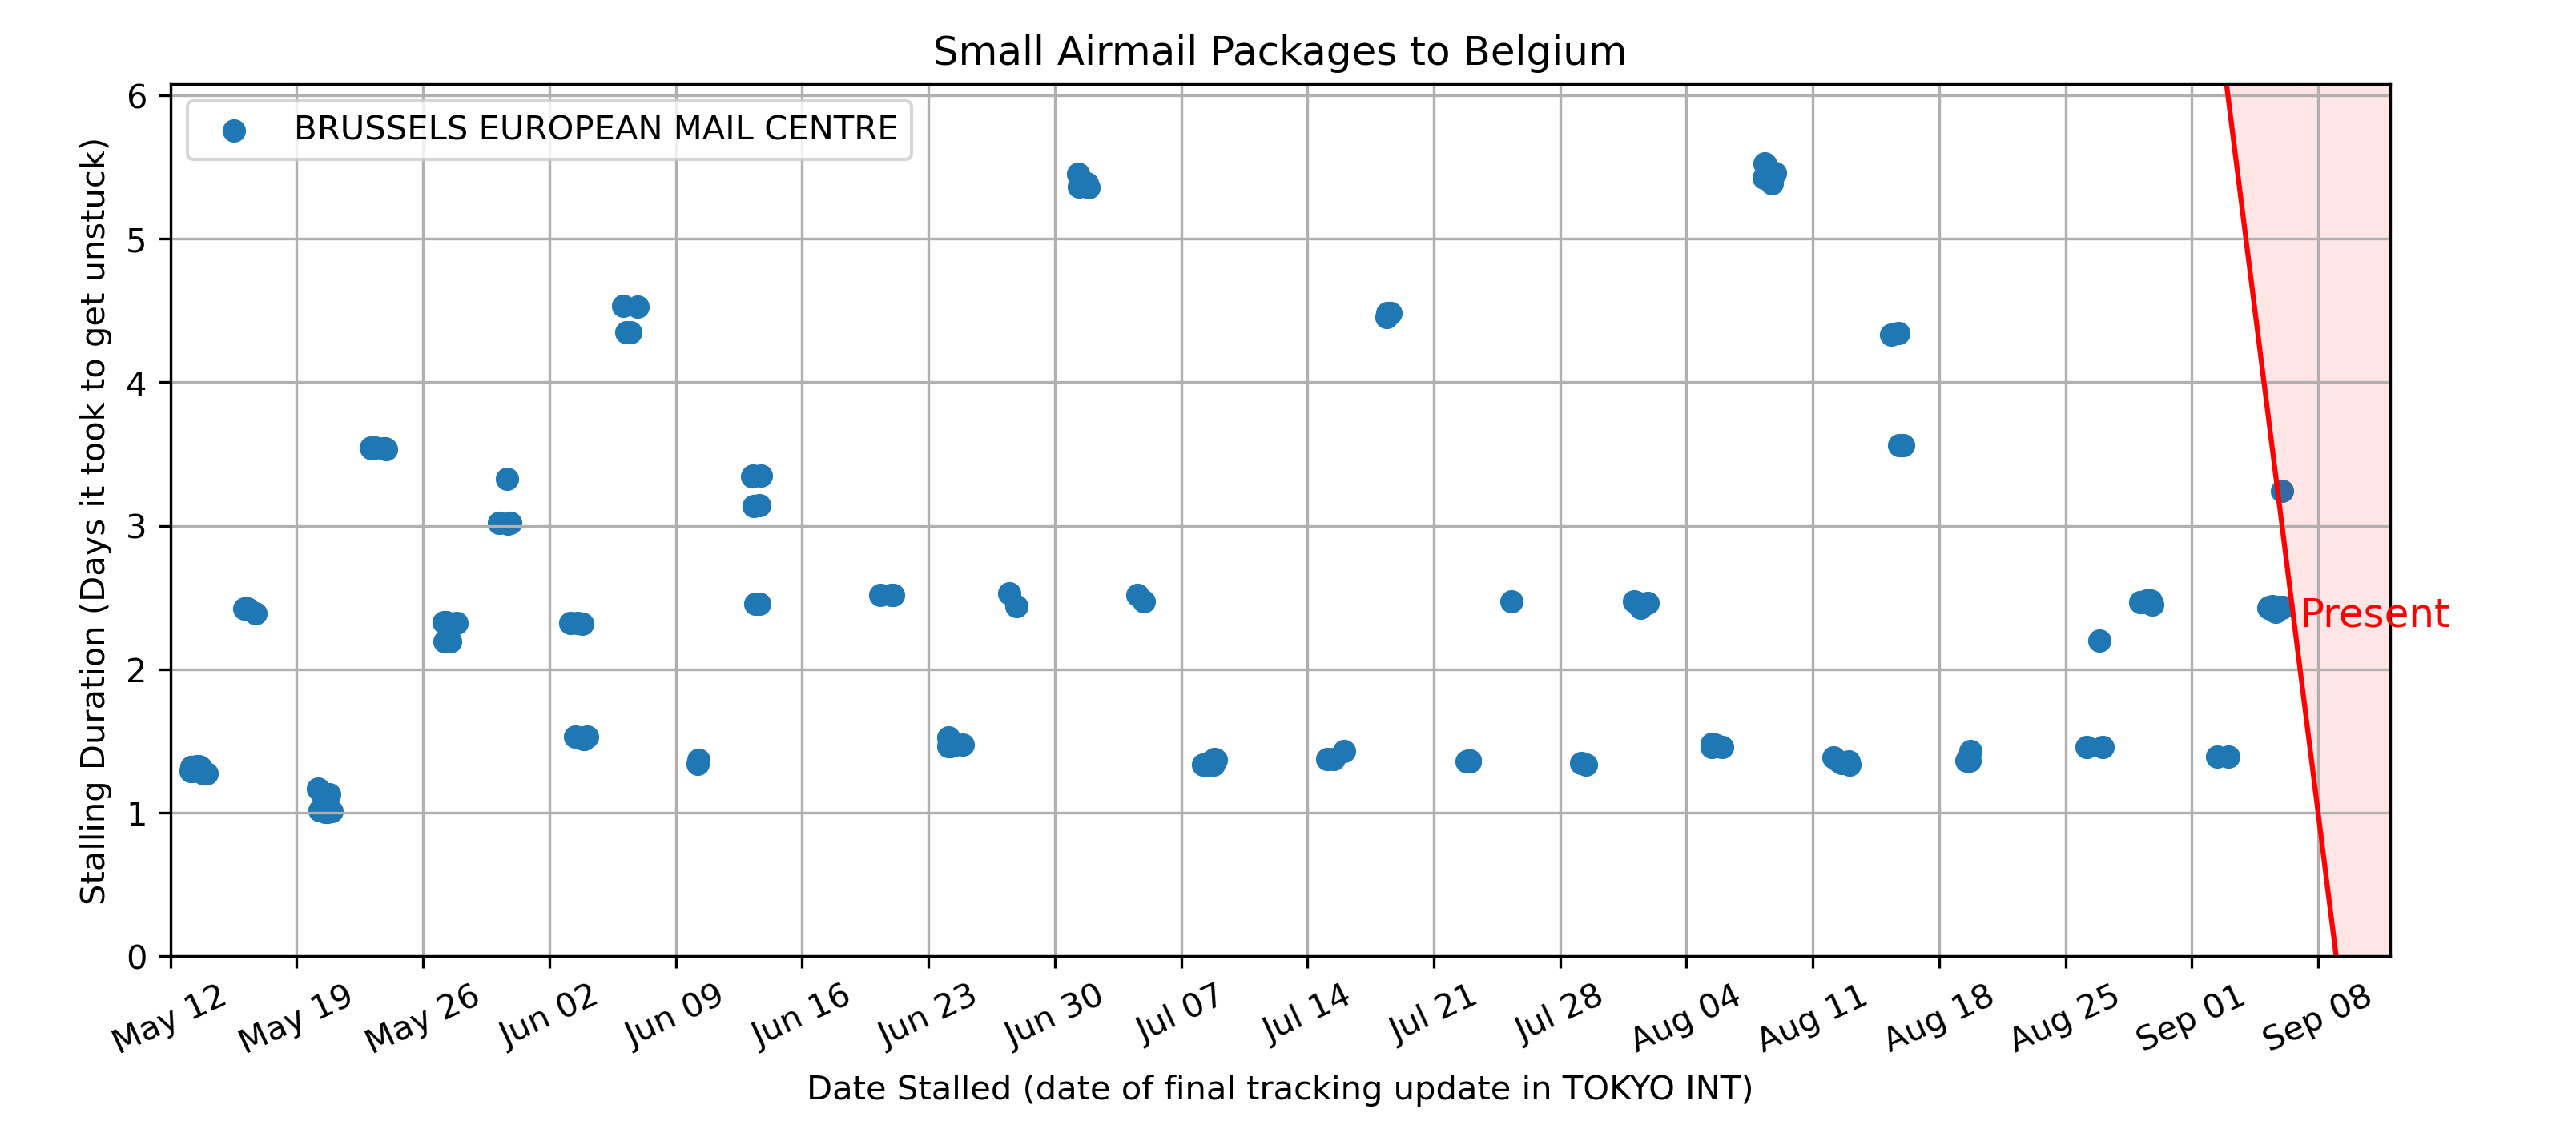 Small Airmail Packages to Belgium
BRUSSELS EUROPEAN MAIL CENTRE
Stalling Duration (Days it took to get unstuck)
6
5
4
3
2
1
0
Present
May 12
May 19
May 26
Jun 02
Jun 09
Jun 16
Jun 23
Jun 30
Jul 07
Jul 14
Jul 21
Jul 28
Aug 04
Aug 11
Aug 18
Aug 25
Sep 01
Sep 08
Date Stalled (date of final tracking update in TOKYO INT)